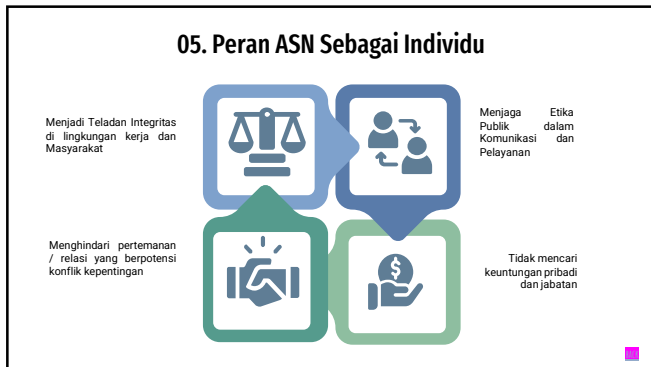 05. Peran ASN Sebagai Individu
Menjadi Teladan Integritas
di lingkungan kerja dan
Masyarakat
Menjaga Etika
Publik dalam
Komunikasi dan
Pelayanan
Menghindari pertemanan
/ relasi yang berpotensi
konflik kepentingan
Tidak mencari
keuntungan pribadi
dan jabatan
$